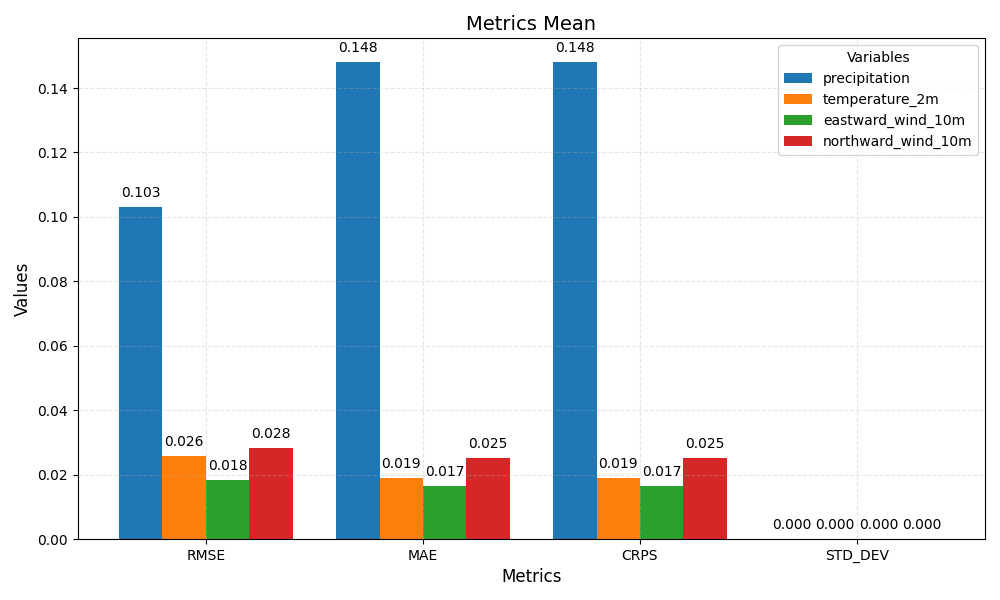 Metrics Mean
Values
0.14
0.12
0.10
0.08
0.06
0.04
0.02
0.00
0.103
0.026
0.018
0.028
0.148
0.019
0.017
0.025
0.148
0.019
0.017
0.025
0.000 0.000 0.000 0.000
Variables
precipitation
temperature_2m
eastward_wind_10m
northward_wind_10m
RMSE MAE CRPS STD_DEV
Metrics